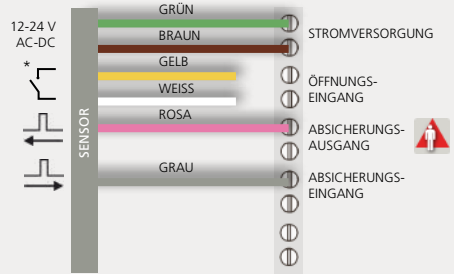 12-24 V
AC-DC
*
SENSOR
GRÜN
BRAUN
GELB
WEISS
ROSA
GRAU
STROMVERSORGUNG
ÖFFNUNGS-
EINGANG
ABSICHERUNGS-
AUSGANG
ABSICHERUNGS-
EINGANG